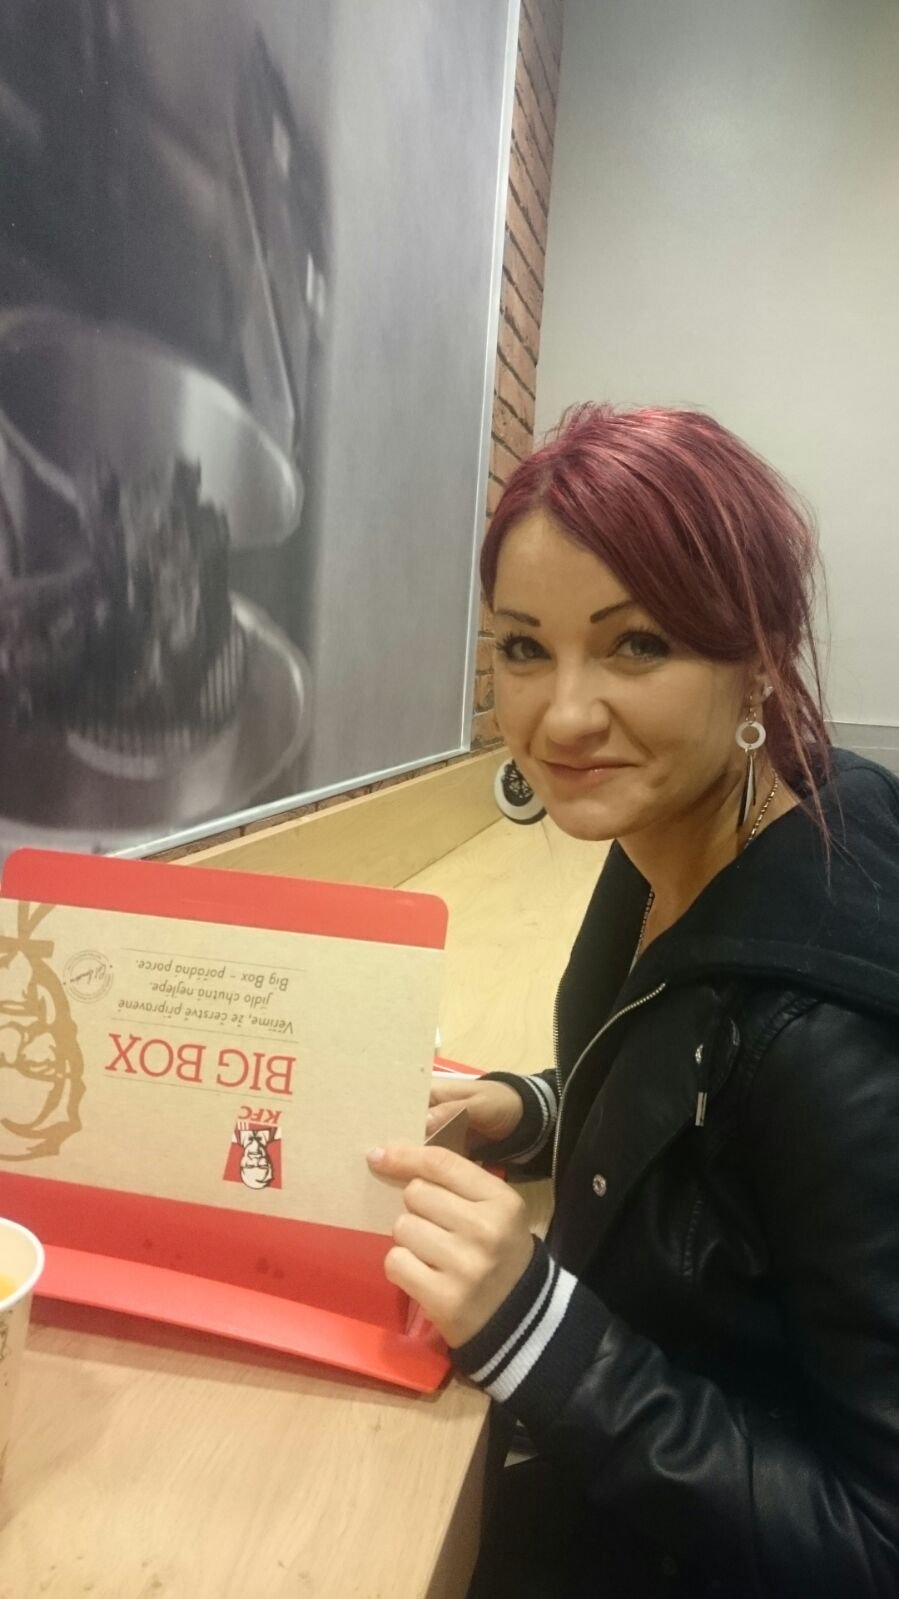 KFC
BIG BOX
Věříme, že čerstvě připravené
jídlo chutná nejlépe.
Big Box – pořádná porce.